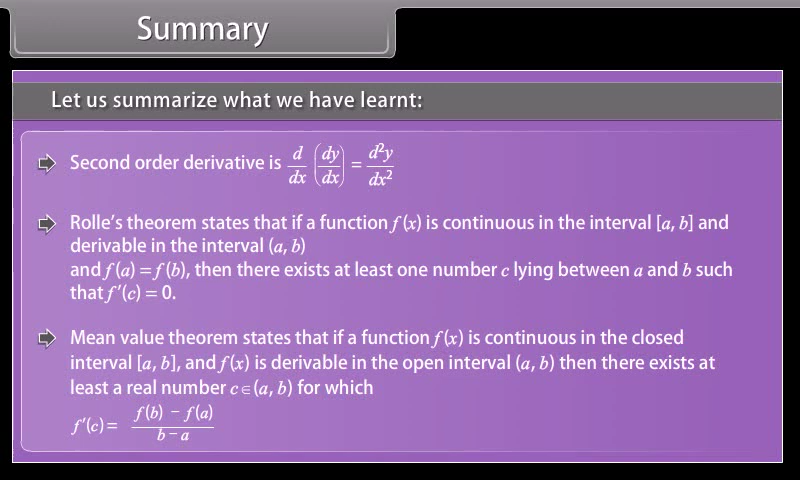 Summary
Let us summarize what we have learnt:
Second order derivative is d/dx (dy/dx) = d²y/dx²
Rolle's theorem states that if a function f (x) is continuous in the interval [a, b] and
derivable in the interval (a, b)
and f (a) = f (b), then there exists at least one number c lying between a and b such
that f ′(c) = 0.
Mean value theorem states that if a function f (x) is continuous in the closed
interval [a, b], and f (x) is derivable in the open interval (a, b) then there exists at
least a real number c ∈ (a, b) for which
f ′(c) = f (b) − f (a) / b − a